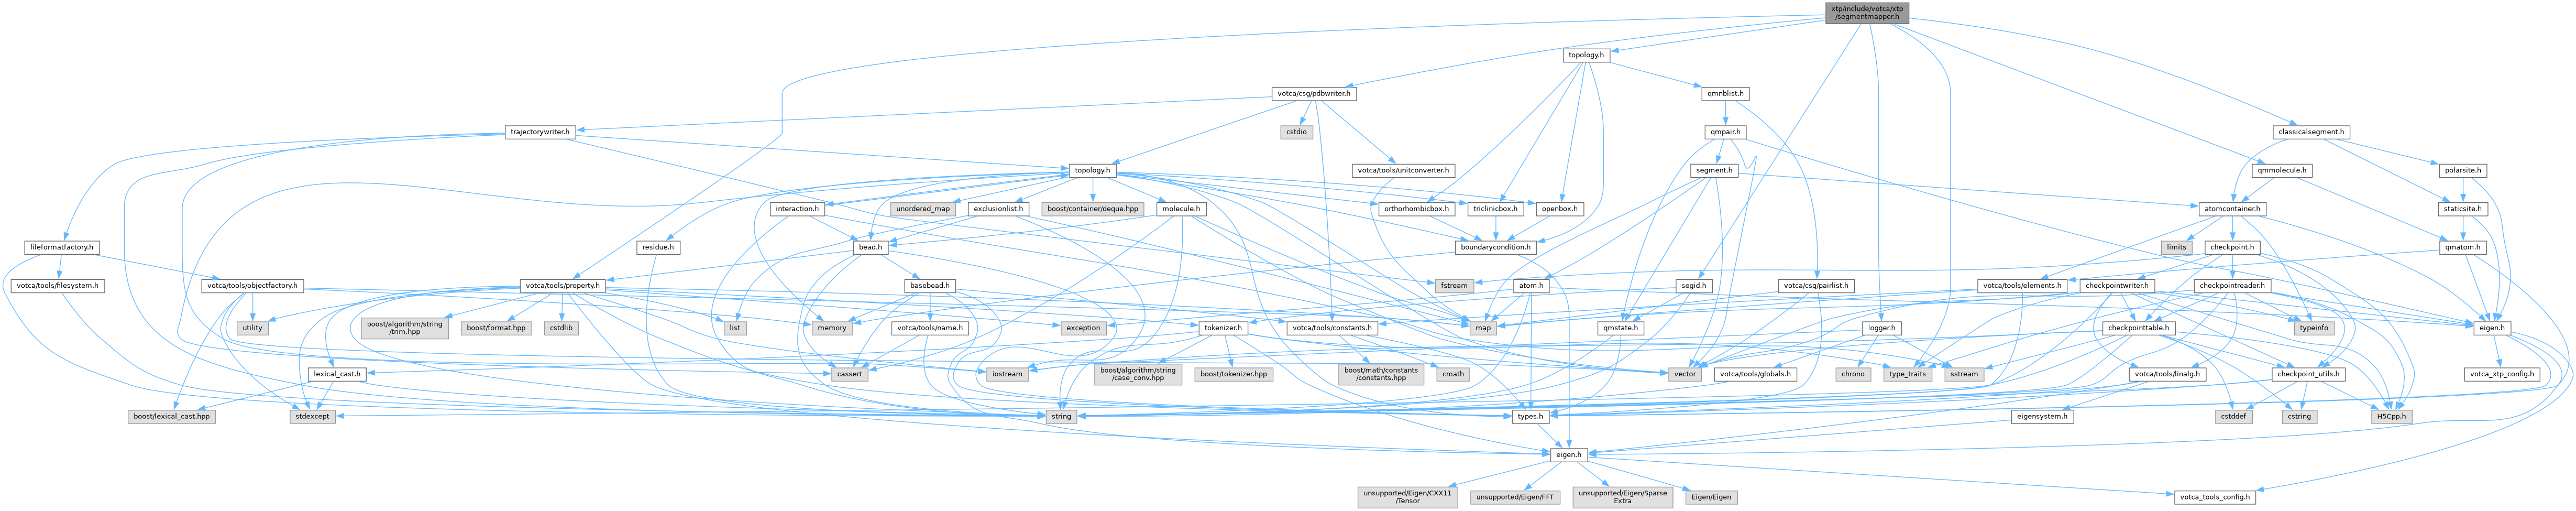 xtp/include/votca/xtp
/segmentmapper.h
topology.h
votca/csg/pdbwriter.h
qmnblist.h
trajectorywriter.h
cstdio
qmpair.h
classicalsegment.h
topology.h
votca/tools/unitconverter.h
segment.h
qmmolecule.h
polarsite.h
interaction.h
unordered_map
exclusionlist.h
boost/container/deque.hpp
molecule.h
orthorhombicbox.h
triclinicbox.h
openbox.h
atomcontainer.h
staticsite.h
fileformatfactory.h
residue.h
bead.h
boundarycondition.h
limits
checkpoint.h
qmatom.h
votca/tools/filesystem.h
votca/tools/objectfactory.h
votca/tools/property.h
basebead.h
fstream
atom.h
segid.h
votca/csg/pairlist.h
votca/tools/elements.h
checkpointwriter.h
checkpointreader.h
utility
boost/algorithm/string
/trim.hpp
boost/format.hpp
cstdlib
list
memory
votca/tools/name.h
exception
tokenizer.h
votca/tools/constants.h
map
qmstate.h
logger.h
checkpointtable.h
typeinfo
eigen.h
lexical_cast.h
cassert
iostream
boost/algorithm/string
/case_conv.hpp
boost/tokenizer.hpp
boost/math/constants
/constants.hpp
cmath
vector
votca/tools/globals.h
chrono
type_traits
sstream
votca/tools/linalg.h
checkpoint_utils.h
votca_xtp_config.h
boost/lexical_cast.hpp
stdexcept
string
types.h
eigensystem.h
cstddef
cstring
H5Cpp.h
eigen.h
unsupported/Eigen/CXX11
/Tensor
unsupported/Eigen/FFT
unsupported/Eigen/Sparse
Extra
Eigen/Eigen
votca_tools_config.h